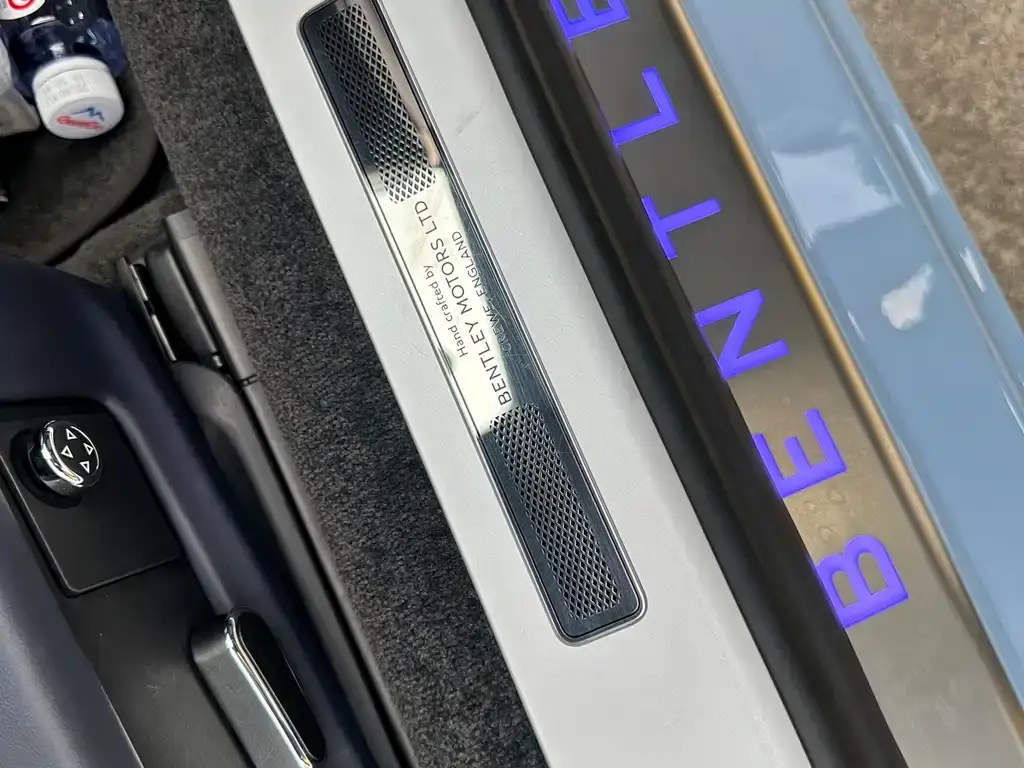 Hand crafted by
BENTLEY MOTORS LTD
CREWE, ENGLAND
BENTLE